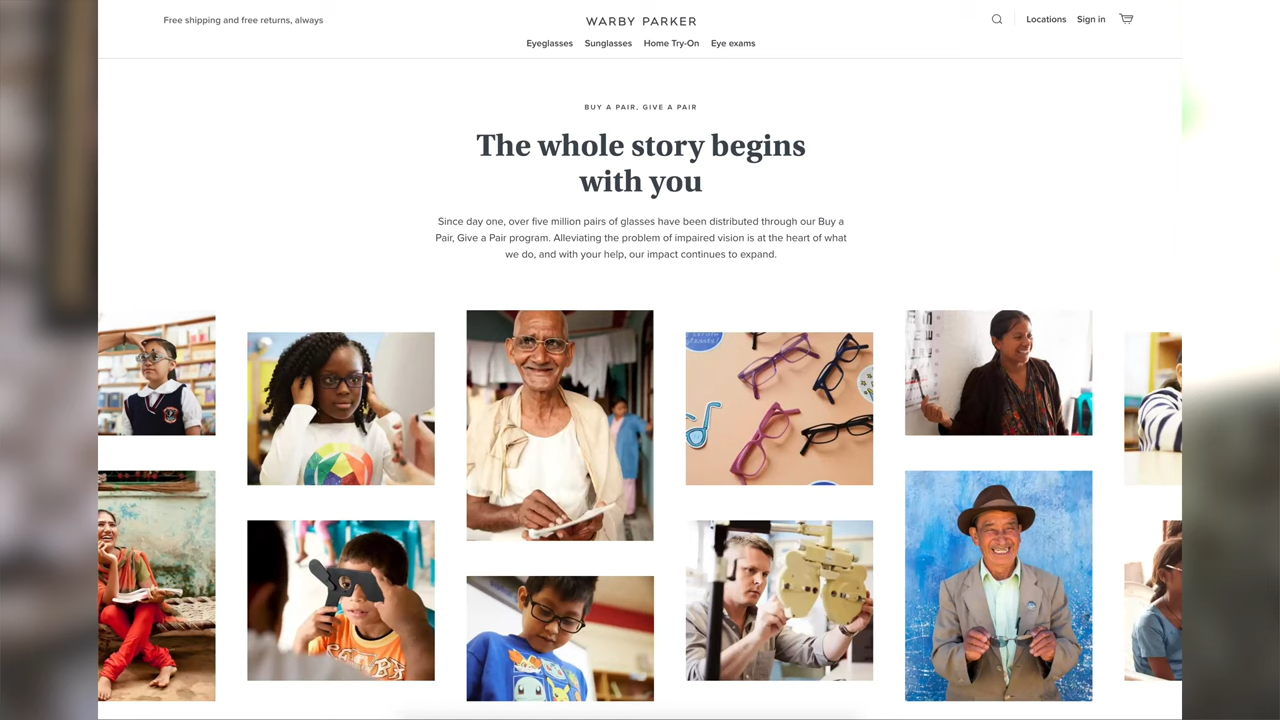 Free shipping and free returns, always
WARBY PARKER
Locations
Sign in
Eyeglasses
Sunglasses
Home Try-On
Eye exams
BUY A PAIR, GIVE A PAIR
The whole story begins
with you
Since day one, over five million pairs of glasses have been distributed through our Buy a
Pair, Give a Pair program. Alleviating the problem of impaired vision is at the heart of what
we do, and with your help, our impact continues to expand.